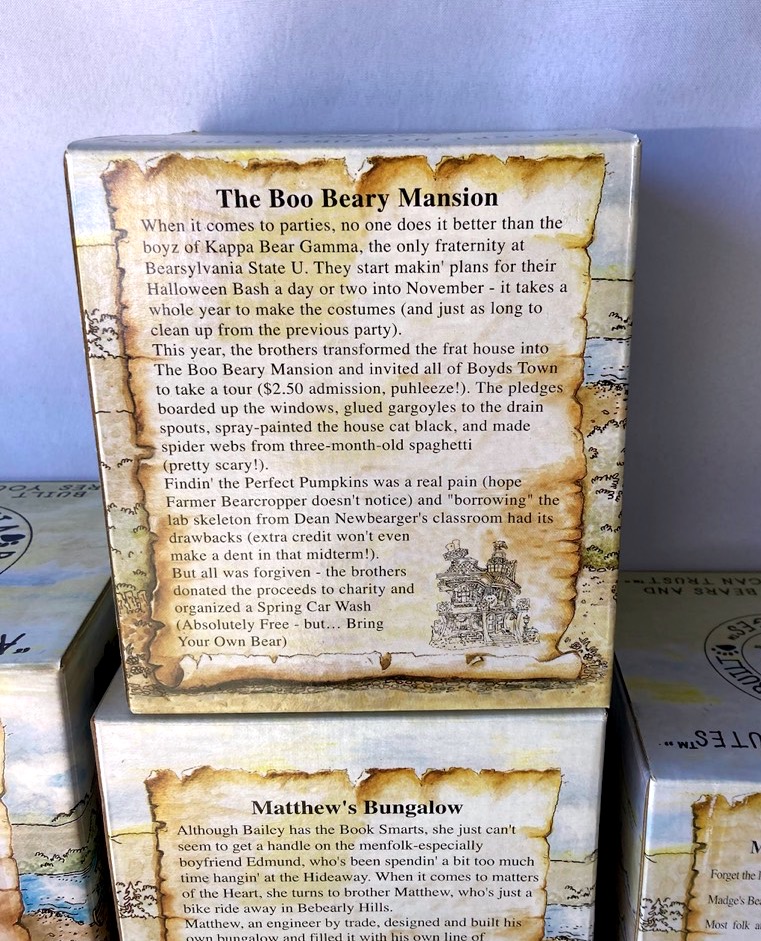 The Boo Beary Mansion
When it comes to parties, no one does it better than the
boyz of Kappa Bear Gamma, the only fraternity at
Bearsylvania State U. They start makin' plans for their
Halloween Bash a day or two into November - it takes a
whole year to make the costumes (and just as long to
clean up from the previous party).
This year, the brothers transformed the frat house into
The Boo Beary Mansion and invited all of Boyds Town
to take a tour ($2.50 admission, puhleeze!). The pledges
boarded up the windows, glued gargoyles to the drain
spouts, spray-painted the house cat black, and made
spider webs from three-month-old spaghetti
(pretty scary!).
Findin' the Perfect Pumpkins was a real pain (hope
Farmer Bearcropper doesn't notice) and "borrowing" the
lab skeleton from Dean Newbearger's classroom had its
drawbacks (extra credit won't even
make a dent in that midterm!).
But all was forgiven - the brothers
donated the proceeds to charity and
organized a Spring Car Wash
(Absolutely Free - but... Bring
Your Own Bear)
BUILT
BEARS AND
CAN TRUST"
Matthew's Bungalow
Although Bailey has the Book Smarts, she just can't
seem to get a handle on the menfolk-especially
boyfriend Edmund, who's been spendin' a bit too much
time hangin' at the Hideaway. When it comes to matters
of the Heart, she turns to brother Matthew, who's just a
bike ride away in Bebearly Hills.
Matthew, an engineer by trade, designed and built his
own bungalow and filled it with his own line of
Forget the
Madge's Bea
Most folk